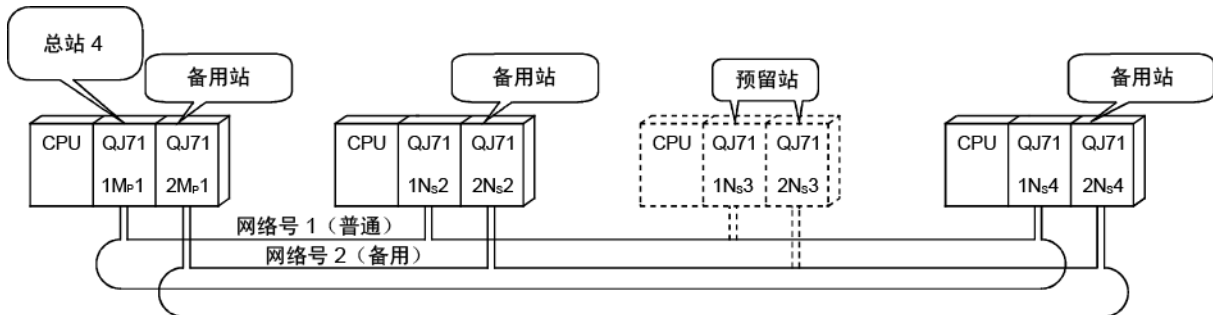 总站 4
备用站
备用站
预留站
备用站
CPU QJ71 QJ71
1MP1 2MP1
CPU QJ71 QJ71
1NS2 2NS2
CPU QJ71 QJ71
1NS3 2NS3
CPU QJ71 QJ71
1NS4 2NS4
网络号 1（普通）
网络号 2（备用）